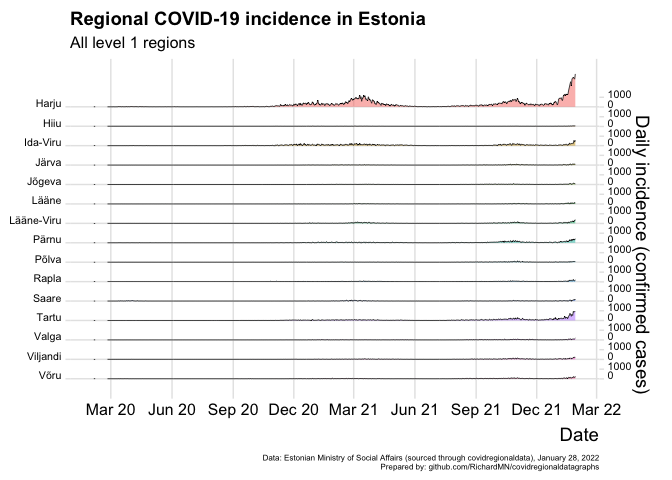 Regional COVID-19 incidence in Estonia
All level 1 regions
Harju
1000
0
Hiiu
1000
0
Ida-Viru
1000
0
Järva
1000
0
Jõgeva
1000
0
Lääne
1000
0
Lääne-Viru
1000
0
Pärnu
1000
0
Põlva
1000
0
Rapla
1000
0
Saare
1000
0
Tartu
1000
0
Valga
1000
0
Viljandi
1000
0
Võru
1000
0
Daily incidence (confirmed cases)
Mar 20 Jun 20 Sep 20 Dec 20 Mar 21 Jun 21 Sep 21 Dec 21 Mar 22
Date
Data: Estonian Ministry of Social Affairs (sourced through covidregionaldata), January 28, 2022
Prepared by: github.com/RichardMN/covidregionaldatagraphs